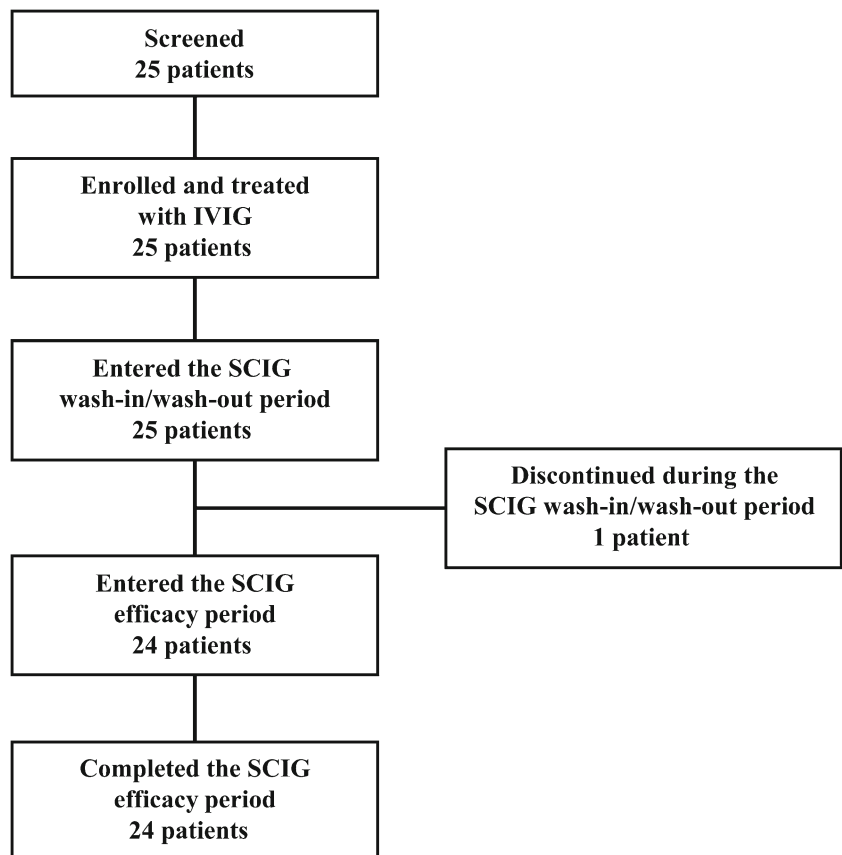 Screened
25 patients
Enrolled and treated
with IVIG
25 patients
Entered the SCIG
wash-in/wash-out period
25 patients
Discontinued during the
SCIG wash-in/wash-out period
1 patient
Entered the SCIG
efficacy period
24 patients
Completed the SCIG
efficacy period
24 patients